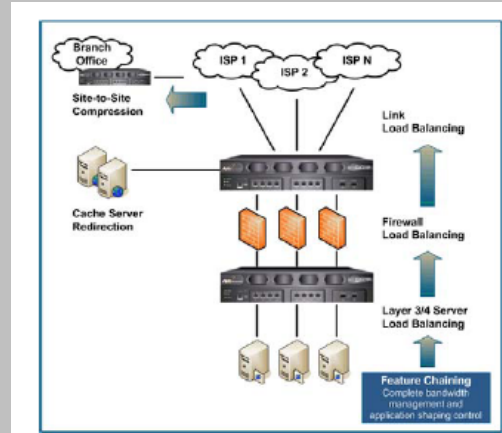 Branch
Office
ISP 1
ISP 2
ISP N
Site-to-Site
Compression
Link
Load Balancing
Cache Server
Redirection
Firewall
Load Balancing
Layer 3/4 Server
Load Balancing
Feature Chaining
Complete bandwidth
management and
application shaping control